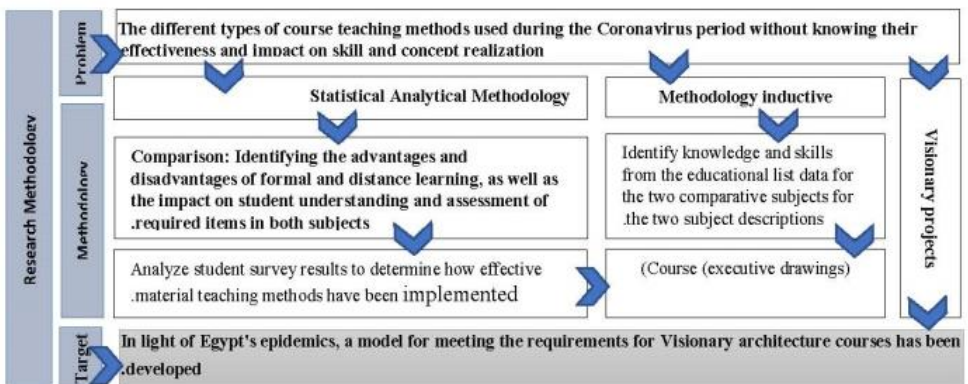 Research Methodology
Problem
The different types of course teaching methods used during the Coronavirus period without knowing their
effectiveness and impact on skill and concept realization
Methodology
Statistical Analytical Methodology
Methodology inductive
Visionary projects
Comparison: Identifying the advantages and
disadvantages of formal and distance learning, as well as
the impact on student understanding and assessment of
.required items in both subjects
Identify knowledge and skills
from the educational list data for
the two comparative subjects for
.the two subject descriptions
Analyze student survey results to determine how effective
.material teaching methods have been implemented
(Course (executive drawings)
Target
In light of Egypt's epidemics, a model for meeting the requirements for Visionary architecture courses has been
.developed